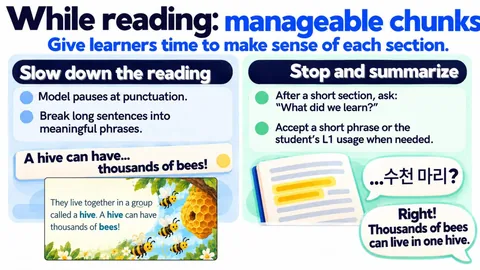 While reading: manageable chunks
Give learners time to make sense of each section.
Slow down the reading
Model pauses at punctuation.
Break long sentences into
meaningful phrases.
A hive can have...
thousands of bees!
They live together in a group
called a hive. A hive can have
thousands of bees!
Stop and summarize
After a short section, ask:
“What did we learn?”
Accept a short phrase or the
student’s L1 usage when needed.
...수천 마리?
Right!
Thousands of bees
can live in one hive.